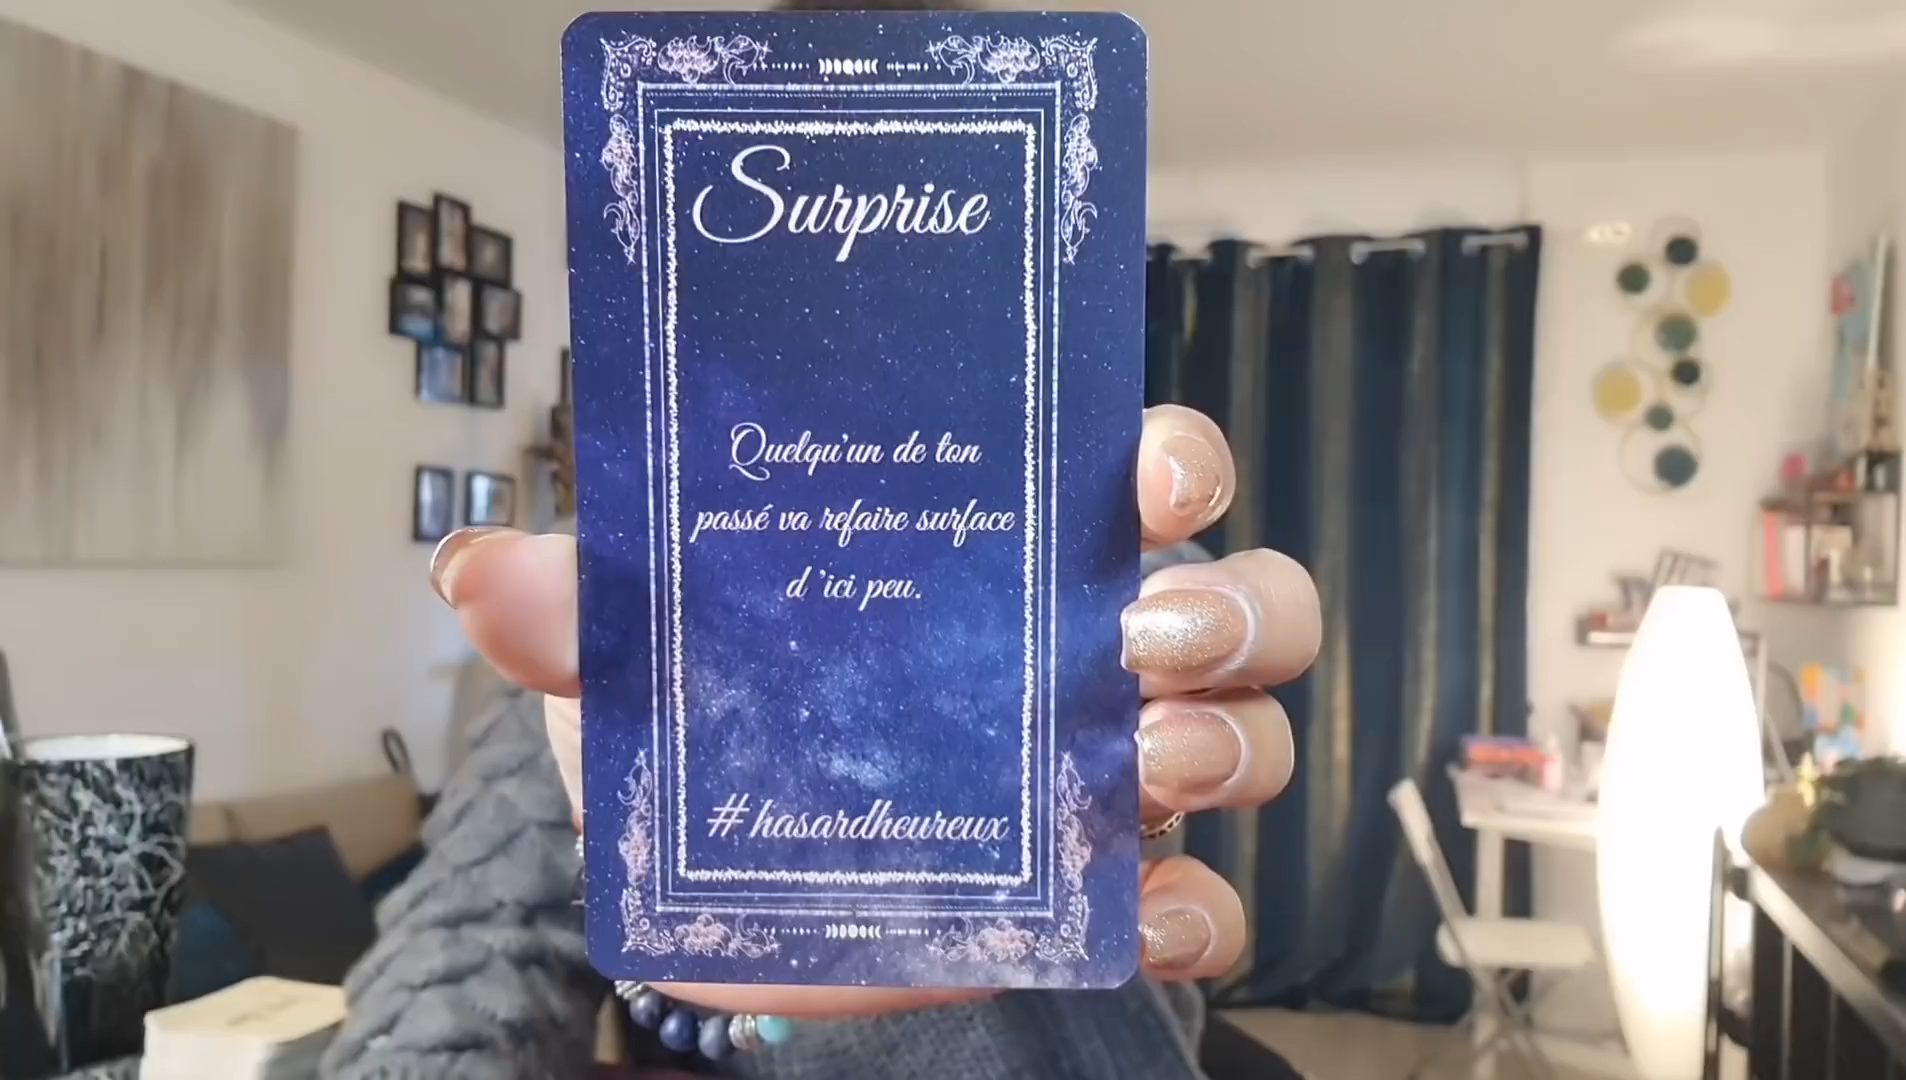 Surprise
Quelqu'un de ton
passé va refaire surface
d'ici peu.
#hasardheureux